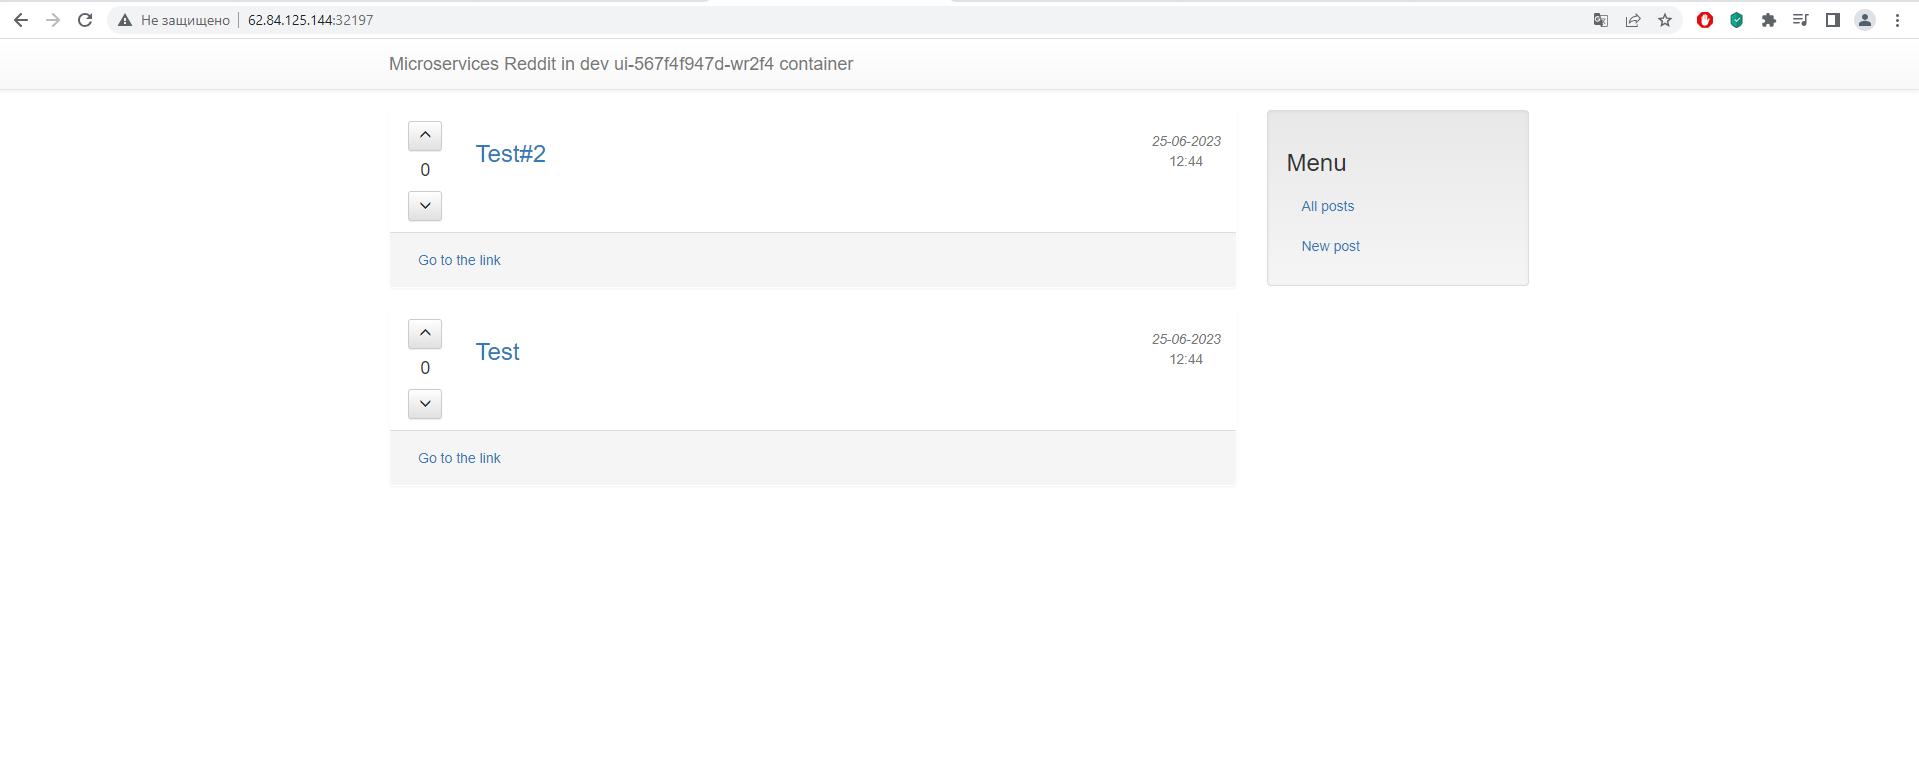 Не защищено 62.84.125.144:32197
Microservices Reddit in dev ui-567f4f947d-wr2f4 container
Test#2
25-06-2023
12:44
0
Go to the link
Test
25-06-2023
12:44
0
Go to the link
Menu
All posts
New post